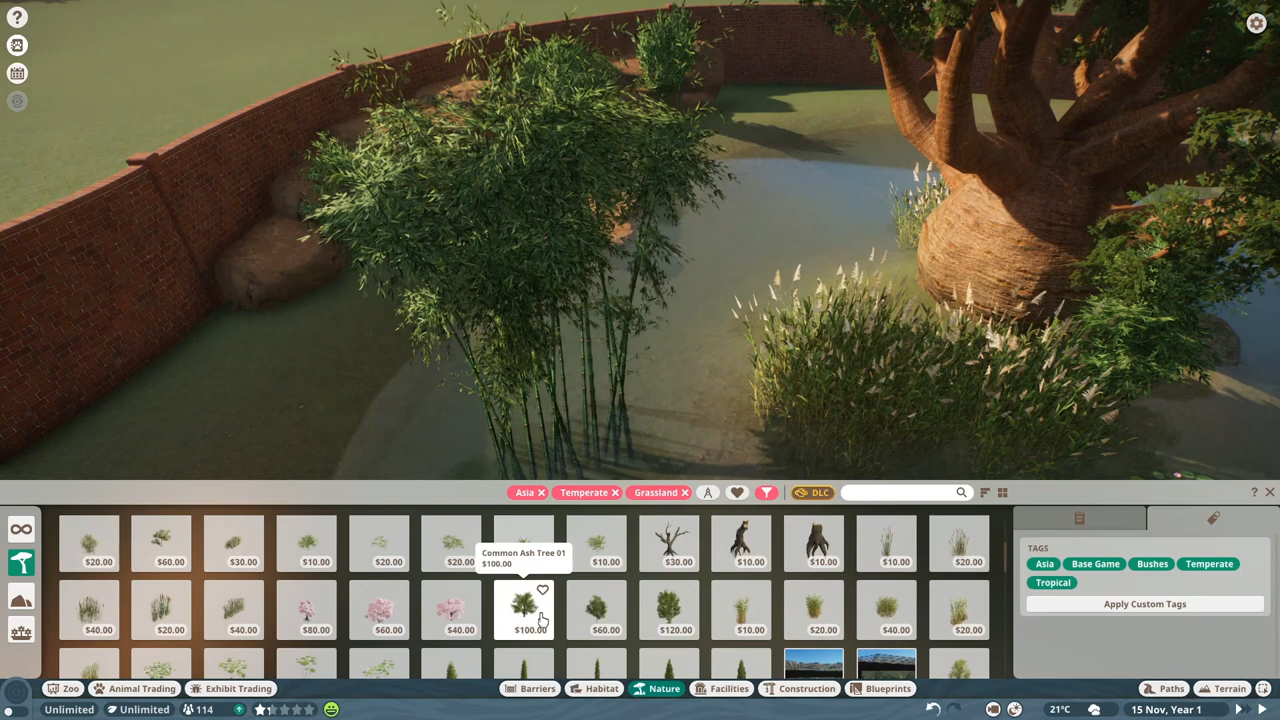 ?
Asia ✕ Temperate ✕ Grassland ✕ DLC ? ✕
$20.00 $60.00 $30.00 $10.00 $20.00 $20.00 $10.00 $30.00 $10.00 $10.00 $10.00 $20.00
Common Ash Tree 01
$100.00
$40.00 $20.00 $40.00 $80.00 $60.00 $40.00 $100.00 $60.00 $120.00 $10.00 $20.00 $40.00 $20.00
TAGS
Asia Base Game Bushes Temperate
Tropical
Apply Custom Tags
Zoo Animal Trading Exhibit Trading Barriers Habitat Nature Facilities Construction Blueprints Paths Terrain
Unlimited Unlimited 114 21°C 15 Nov, Year 1